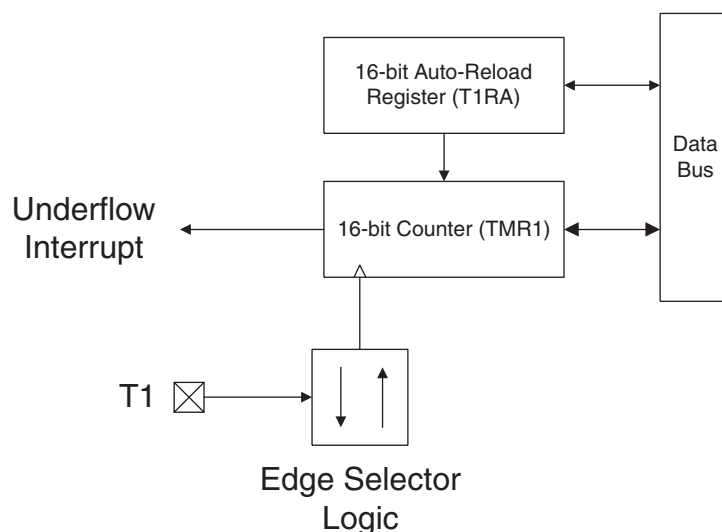 16-bit Auto-Reload
Register (T1RA)
Data
Bus
16-bit Counter (TMR1)
Underflow
Interrupt
T1
Edge Selector
Logic